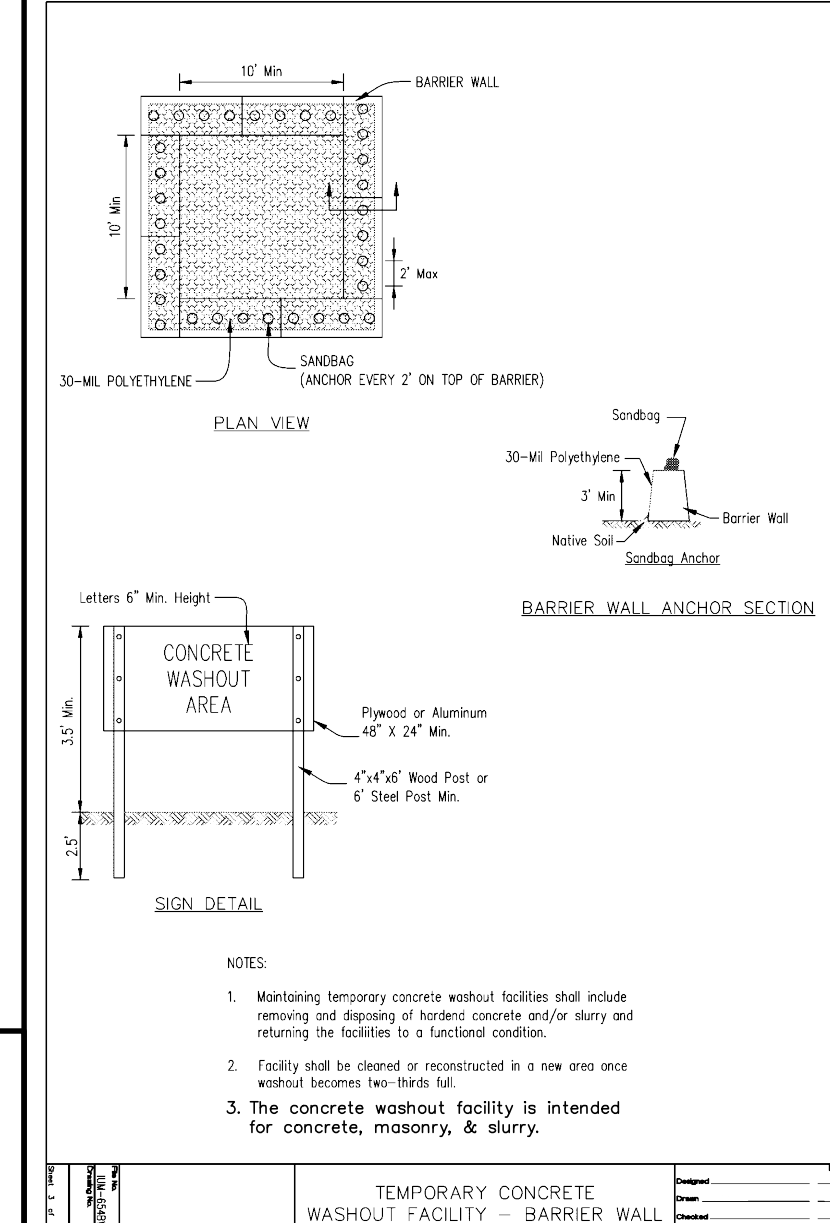 10' Min
BARRIER WALL
10' Min
2' Max
30-MIL POLYETHYLENE
SANDBAG
(ANCHOR EVERY 2' ON TOP OF BARRIER)
PLAN VIEW
Sandbag
30-Mil Polyethylene
3' Min
Barrier Wall
Native Soil
Sandbag Anchor
BARRIER WALL ANCHOR SECTION
Letters 6" Min. Height
CONCRETE
WASHOUT
AREA
3.5' Min.
Plywood or Aluminum
48" X 24" Min.
4"x4"x6' Wood Post or
6' Steel Post Min.
2.5'
SIGN DETAIL
NOTES:
1. Maintaining temporary concrete washout facilities shall include
removing and disposing of hardend concrete and/or slurry and
returning the faciliities to a functional condition.
2. Facility shall be cleaned or reconstructed in a new area once
washout becomes two-thirds full.
3. The concrete washout facility is intended
for concrete, masonry, & slurry.
Sheet 3 of
Drawing No.
File No.
TEMPORARY CONCRETE
WASHOUT FACILITY - BARRIER WALL
Designed
Drawn
Checked